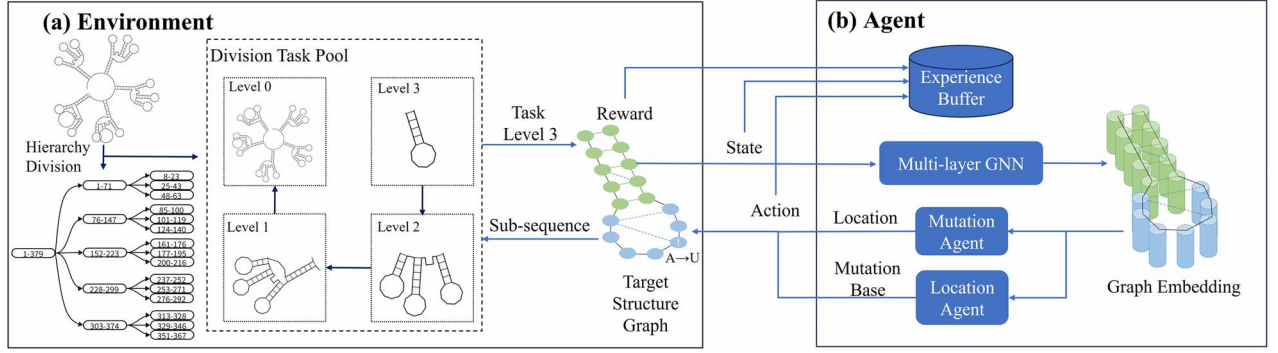 (a) Environment
Division Task Pool
Level 0
Level 3
Level 1
Level 2
Hierarchy
Division
1-379
1-71
8-23
25-43
48-63
76-147
85-100
101-119
124-140
152-223
161-176
177-195
200-216
228-299
237-252
253-271
276-292
303-374
313-328
329-346
351-367
Task
Level 3
Sub-sequence
Reward
A→U
Target
Structure
Graph
(b) Agent
Experience
Buffer
State
Action
Multi-layer GNN
Location
Mutation
Agent
Mutation
Base
Location
Agent
Graph Embedding